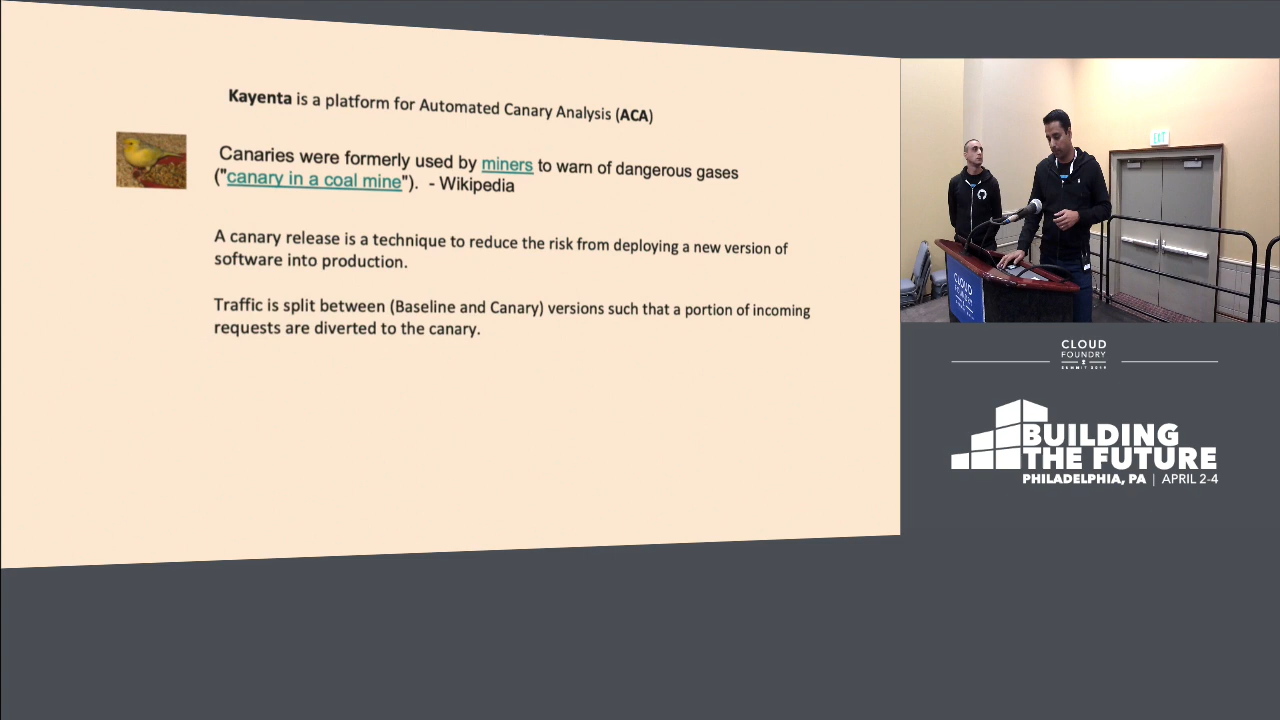 Kayenta is a platform for Automated Canary Analysis (ACA)
Canaries were formerly used by miners to warn of dangerous gases
("canary in a coal mine").  - Wikipedia
A canary release is a technique to reduce the risk from deploying a new version of
software into production.
Traffic is split between (Baseline and Canary) versions such that a portion of incoming
requests are diverted to the canary.
EXIT
CLOUD
FOUNDRY
CLOUD
FOUNDRY
SUMMIT 2019
BUILDING
THE FUTURE
PHILADELPHIA, PA | APRIL 2-4